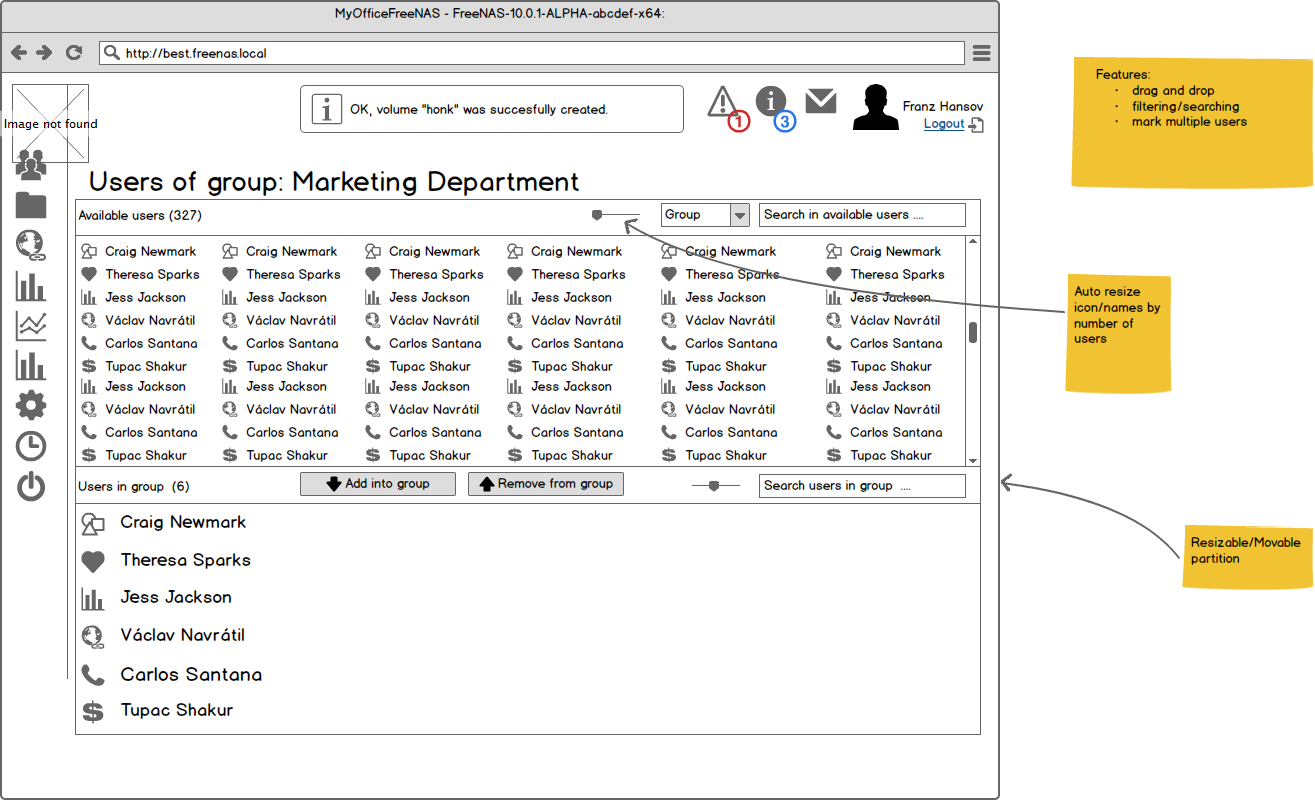 MyOfficeFreeNAS - FreeNAS-10.0.1-ALPHA-abcdef-x64:
http://best.freenas.local
Image not found
OK, volume "honk" was succesfully created.
1
3
Franz Hansov
Logout
Users of group: Marketing Department
Available users (327)
Group
Search in available users ....
Craig Newmark Craig Newmark Craig Newmark Craig Newmark Craig Newmark Craig Newmark
Theresa Sparks Theresa Sparks Theresa Sparks Theresa Sparks Theresa Sparks Theresa Sparks
Jess Jackson Jess Jackson Jess Jackson Jess Jackson Jess Jackson Jess Jackson
Václav Navrátil Václav Navrátil Václav Navrátil Václav Navrátil Václav Navrátil Václav Navrátil
Carlos Santana Carlos Santana Carlos Santana Carlos Santana Carlos Santana Carlos Santana
Tupac Shakur Tupac Shakur Tupac Shakur Tupac Shakur Tupac Shakur Tupac Shakur
Jess Jackson Jess Jackson Jess Jackson Jess Jackson Jess Jackson Jess Jackson
Václav Navrátil Václav Navrátil Václav Navrátil Václav Navrátil Václav Navrátil Václav Navrátil
Carlos Santana Carlos Santana Carlos Santana Carlos Santana Carlos Santana Carlos Santana
Tupac Shakur Tupac Shakur Tupac Shakur Tupac Shakur Tupac Shakur Tupac Shakur
Users in group (6)
Add into group
Remove from group
Search users in group ....
Craig Newmark
Theresa Sparks
Jess Jackson
Václav Navrátil
Carlos Santana
Tupac Shakur
Features:
· drag and drop
· filtering/searching
· mark multiple users
Auto resize
icon/names by
number of
users
Resizable/Movable
partition